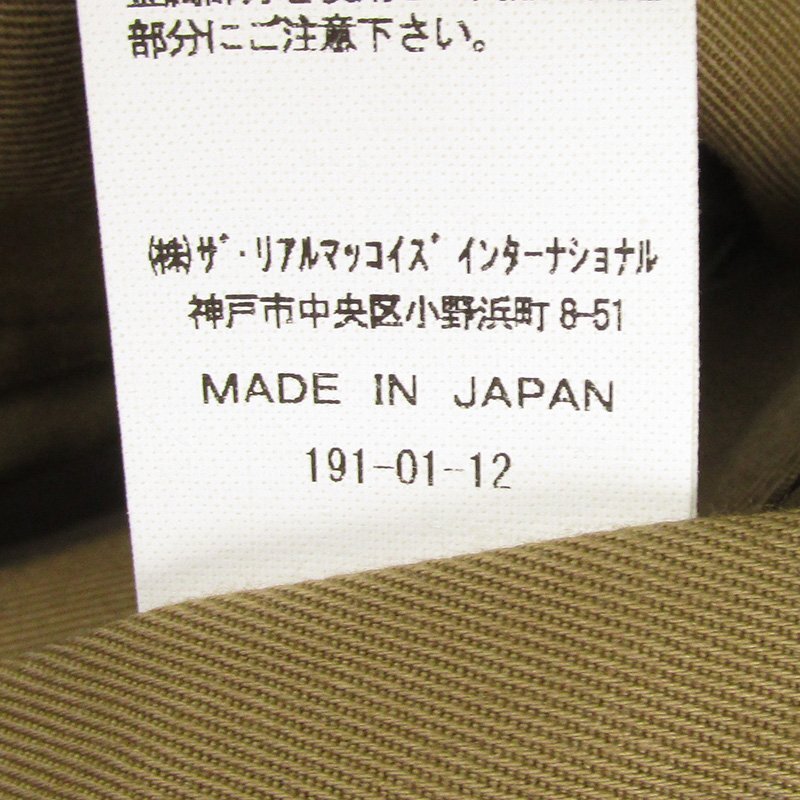 部分にご注意下さい。
(株)ザ・リアルマッコイズ インターナショナル
神戸市中央区小野浜町 8-51
MADE IN JAPAN
191-01-12